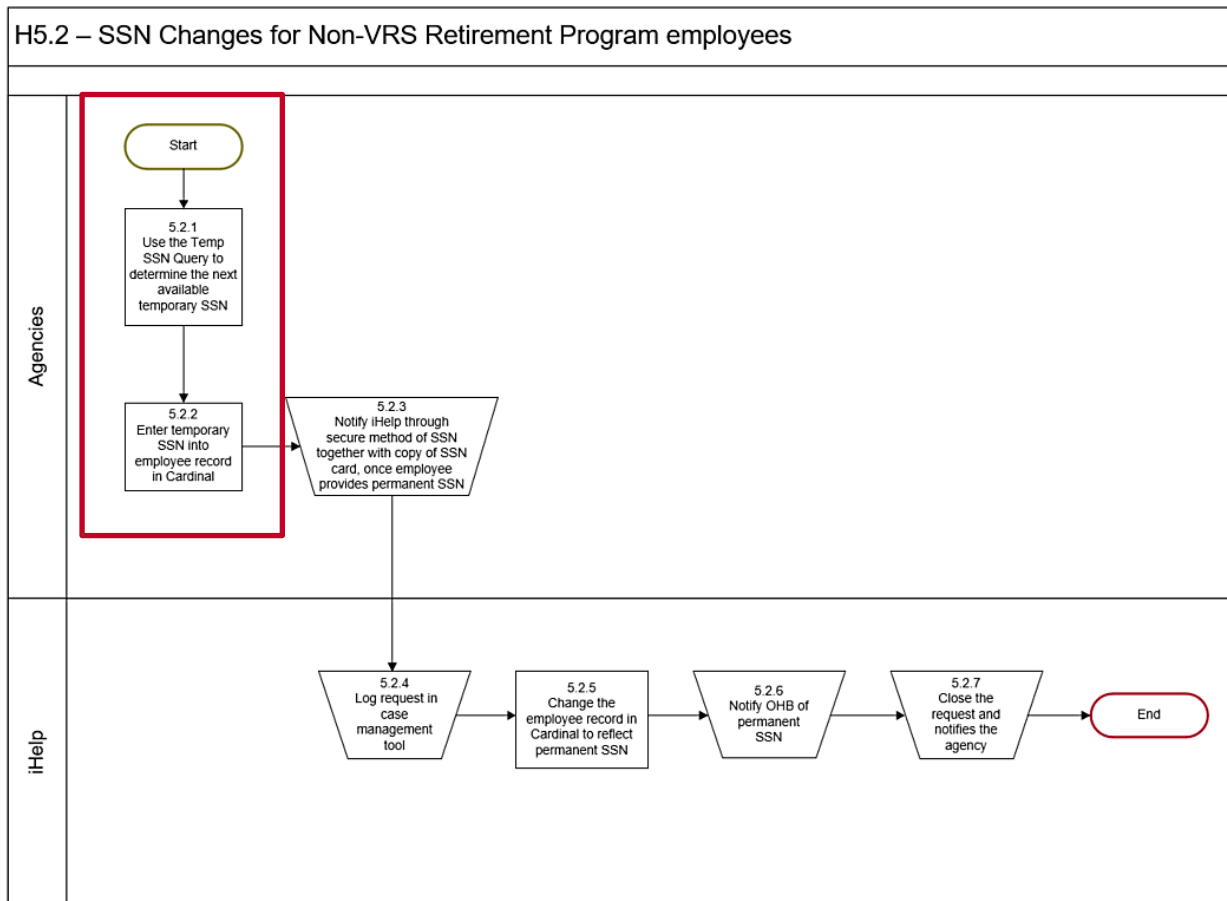 H5.2 – SSN Changes for Non-VRS Retirement Program employees
Agencies
Start
5.2.1
Use the Temp
SSN Query to
determine the next
available
temporary SSN
5.2.2
Enter temporary
SSN into
employee record
in Cardinal
5.2.3
Notify iHelp through
secure method of SSN
together with copy of SSN
card, once employee
provides permanent SSN
iHelp
5.2.4
Log request in
case
management
tool
5.2.5
Change the
employee record in
Cardinal to reflect
permanent SSN
5.2.6
Notify OHB of
permanent
SSN
5.2.7
Close the
request and
notifies the
agency
End